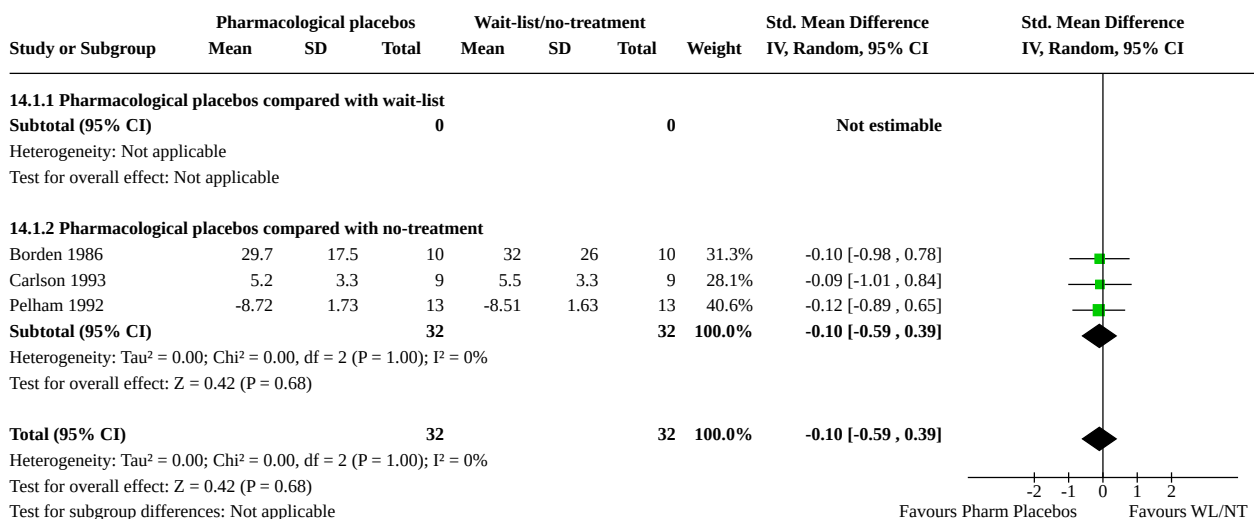 Pharmacological placebos Wait-list/no-treatment Std. Mean Difference Std. Mean Difference
Study or Subgroup Mean SD Total Mean SD Total Weight IV, Random, 95% CI IV, Random, 95% CI
14.1.1 Pharmacological placebos compared with wait-list
Subtotal (95% CI) 0 0 Not estimable
Heterogeneity: Not applicable
Test for overall effect: Not applicable
14.1.2 Pharmacological placebos compared with no-treatment
Borden 1986 29.7 17.5 10 32 26 10 31.3% -0.10 [-0.98 , 0.78]
Carlson 1993 5.2 3.3 9 5.5 3.3 9 28.1% -0.09 [-1.01 , 0.84]
Pelham 1992 -8.72 1.73 13 -8.51 1.63 13 40.6% -0.12 [-0.89 , 0.65]
Subtotal (95% CI) 32 32 100.0% -0.10 [-0.59 , 0.39]
Heterogeneity: Tau² = 0.00; Chi² = 0.00, df = 2 (P = 1.00); I² = 0%
Test for overall effect: Z = 0.42 (P = 0.68)
Total (95% CI) 32 32 100.0% -0.10 [-0.59 , 0.39]
Heterogeneity: Tau² = 0.00; Chi² = 0.00, df = 2 (P = 1.00); I² = 0%
Test for overall effect: Z = 0.42 (P = 0.68) -2 -1 0 1 2
Test for subgroup differences: Not applicable Favours Pharm Placebos Favours WL/NT